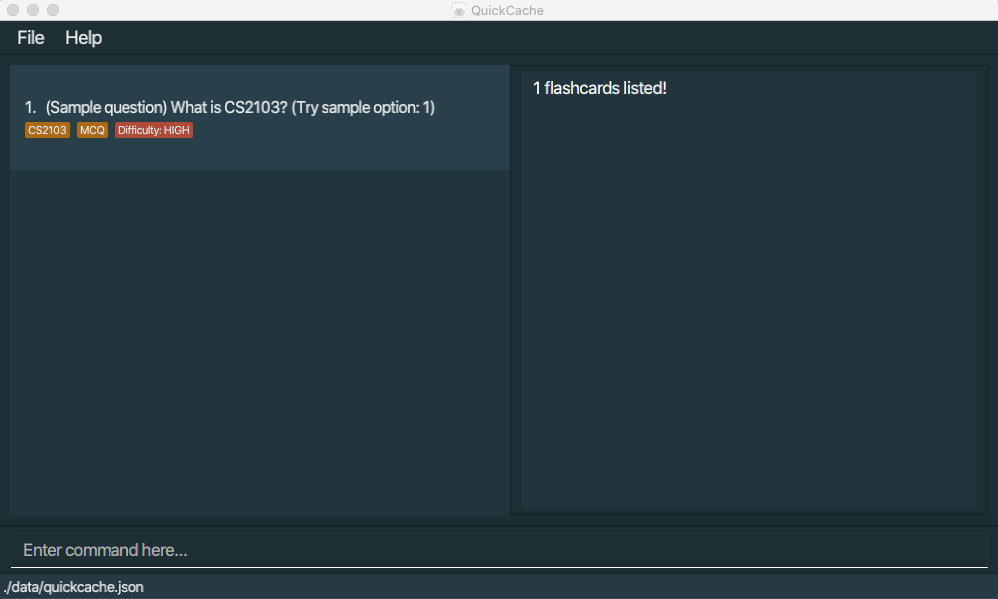 QuickCache
File Help
1. (Sample question) What is CS2103? (Try sample option: 1)
CS2103 MCQ Difficulty: HIGH
1 flashcards listed!
Enter command here...
./data/quickcache.json